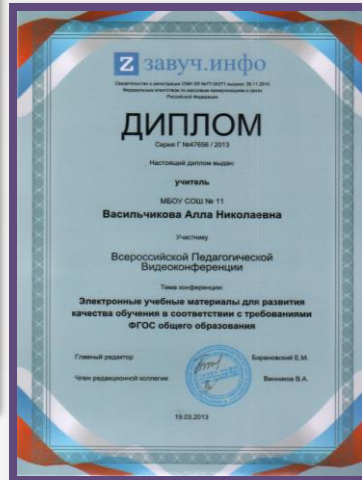 Z завуч.инфо
ДИПЛОМ
Серия Г №47656 / 2013
Настоящий диплом выдан:
учитель
МБОУ СОШ № 11
Васильчикова Алла Николаевна
Участнику
Всероссийской Педагогической
Видеоконференции
Тема конференции:
Электронные учебные материалы для развития
качества обучения в соответствии с требованиями
ФГОС общего образования
Главный редактор
Барановский Е.М.
Член редакционной коллегии
Винников В.А.
19.03.2013